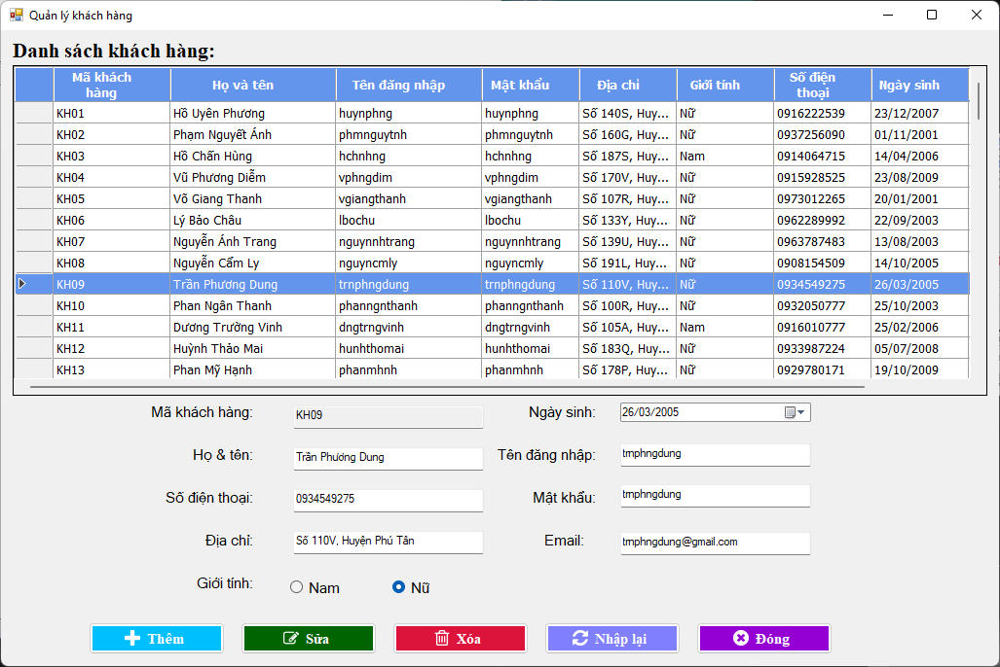 Quản lý khách hàng
Danh sách khách hàng:
Mã khách hàng Họ và tên Tên đăng nhập Mật khẩu Địa chỉ Giới tính Số điện thoại Ngày sinh
KH01 Hồ Uyên Phương huynphng huynphng Số 140S, Huy... Nữ 0916222539 23/12/2007
KH02 Phạm Nguyết Ánh phmnguytnh phmnguytnh Số 160G, Huy... Nữ 0937256090 01/11/2001
KH03 Hồ Chấn Hùng hchnhng hchnhng Số 187S, Huy... Nam 0914064715 14/04/2006
KH04 Vũ Phương Diễm vphngdim vphngdim Số 170V, Huy... Nữ 0915928525 23/08/2009
KH05 Võ Giang Thanh vgiangthanh vgiangthanh Số 107R, Huy... Nữ 0973012265 20/01/2001
KH06 Lý Bảo Châu lbochu lbochu Số 133Y, Huy... Nữ 0962289992 22/09/2003
KH07 Nguyễn Ánh Trang nguynnhtrang nguynnhtrang Số 139U, Huy... Nữ 0963787483 13/08/2003
KH08 Nguyễn Cẩm Ly nguyncmly nguyncmly Số 191L, Huy... Nữ 0908154509 14/10/2005
KH09 Trần Phương Dung trnphngdung trnphngdung Số 110V, Huy... Nữ 0934549275 26/03/2005
KH10 Phan Ngân Thanh phanngnthanh phanngnthanh Số 100R, Huy... Nữ 0932050777 25/10/2003
KH11 Dương Trường Vinh dngtrngvinh dngtrngvinh Số 105A, Huy... Nam 0916010777 25/02/2006
KH12 Huỳnh Thảo Mai hunhthomai hunhthomai Số 183Q, Huy... Nữ 0933987224 05/07/2008
KH13 Phan Mỹ Hạnh phanmhnh phanmhnh Số 178P, Huy... Nữ 0929780171 19/10/2009
Mã khách hàng: KH09 Ngày sinh: 26/03/2005
Họ & tên: Trần Phương Dung Tên đăng nhập: trnphngdung
Số điện thoại: 0934549275 Mật khẩu: trnphngdung
Địa chỉ: Số 110V, Huyện Phú Tân Email: trnphngdung@gmail.com
Giới tính: Nam Nữ
Thêm Sửa Xóa Nhập lại Đóng